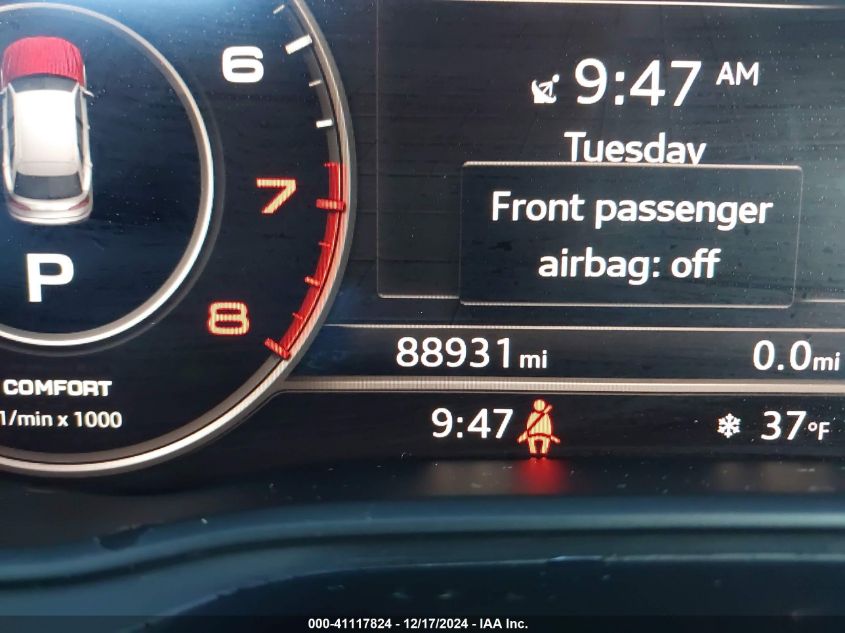 6
7
8
P
COMFORT
1/min x 1000
9:47 AM
Tuesday
Front passenger
airbag: off
88931 mi
0.0 mi
9:47
37°F
000-41117824 - 12/17/2024 - IAA Inc.